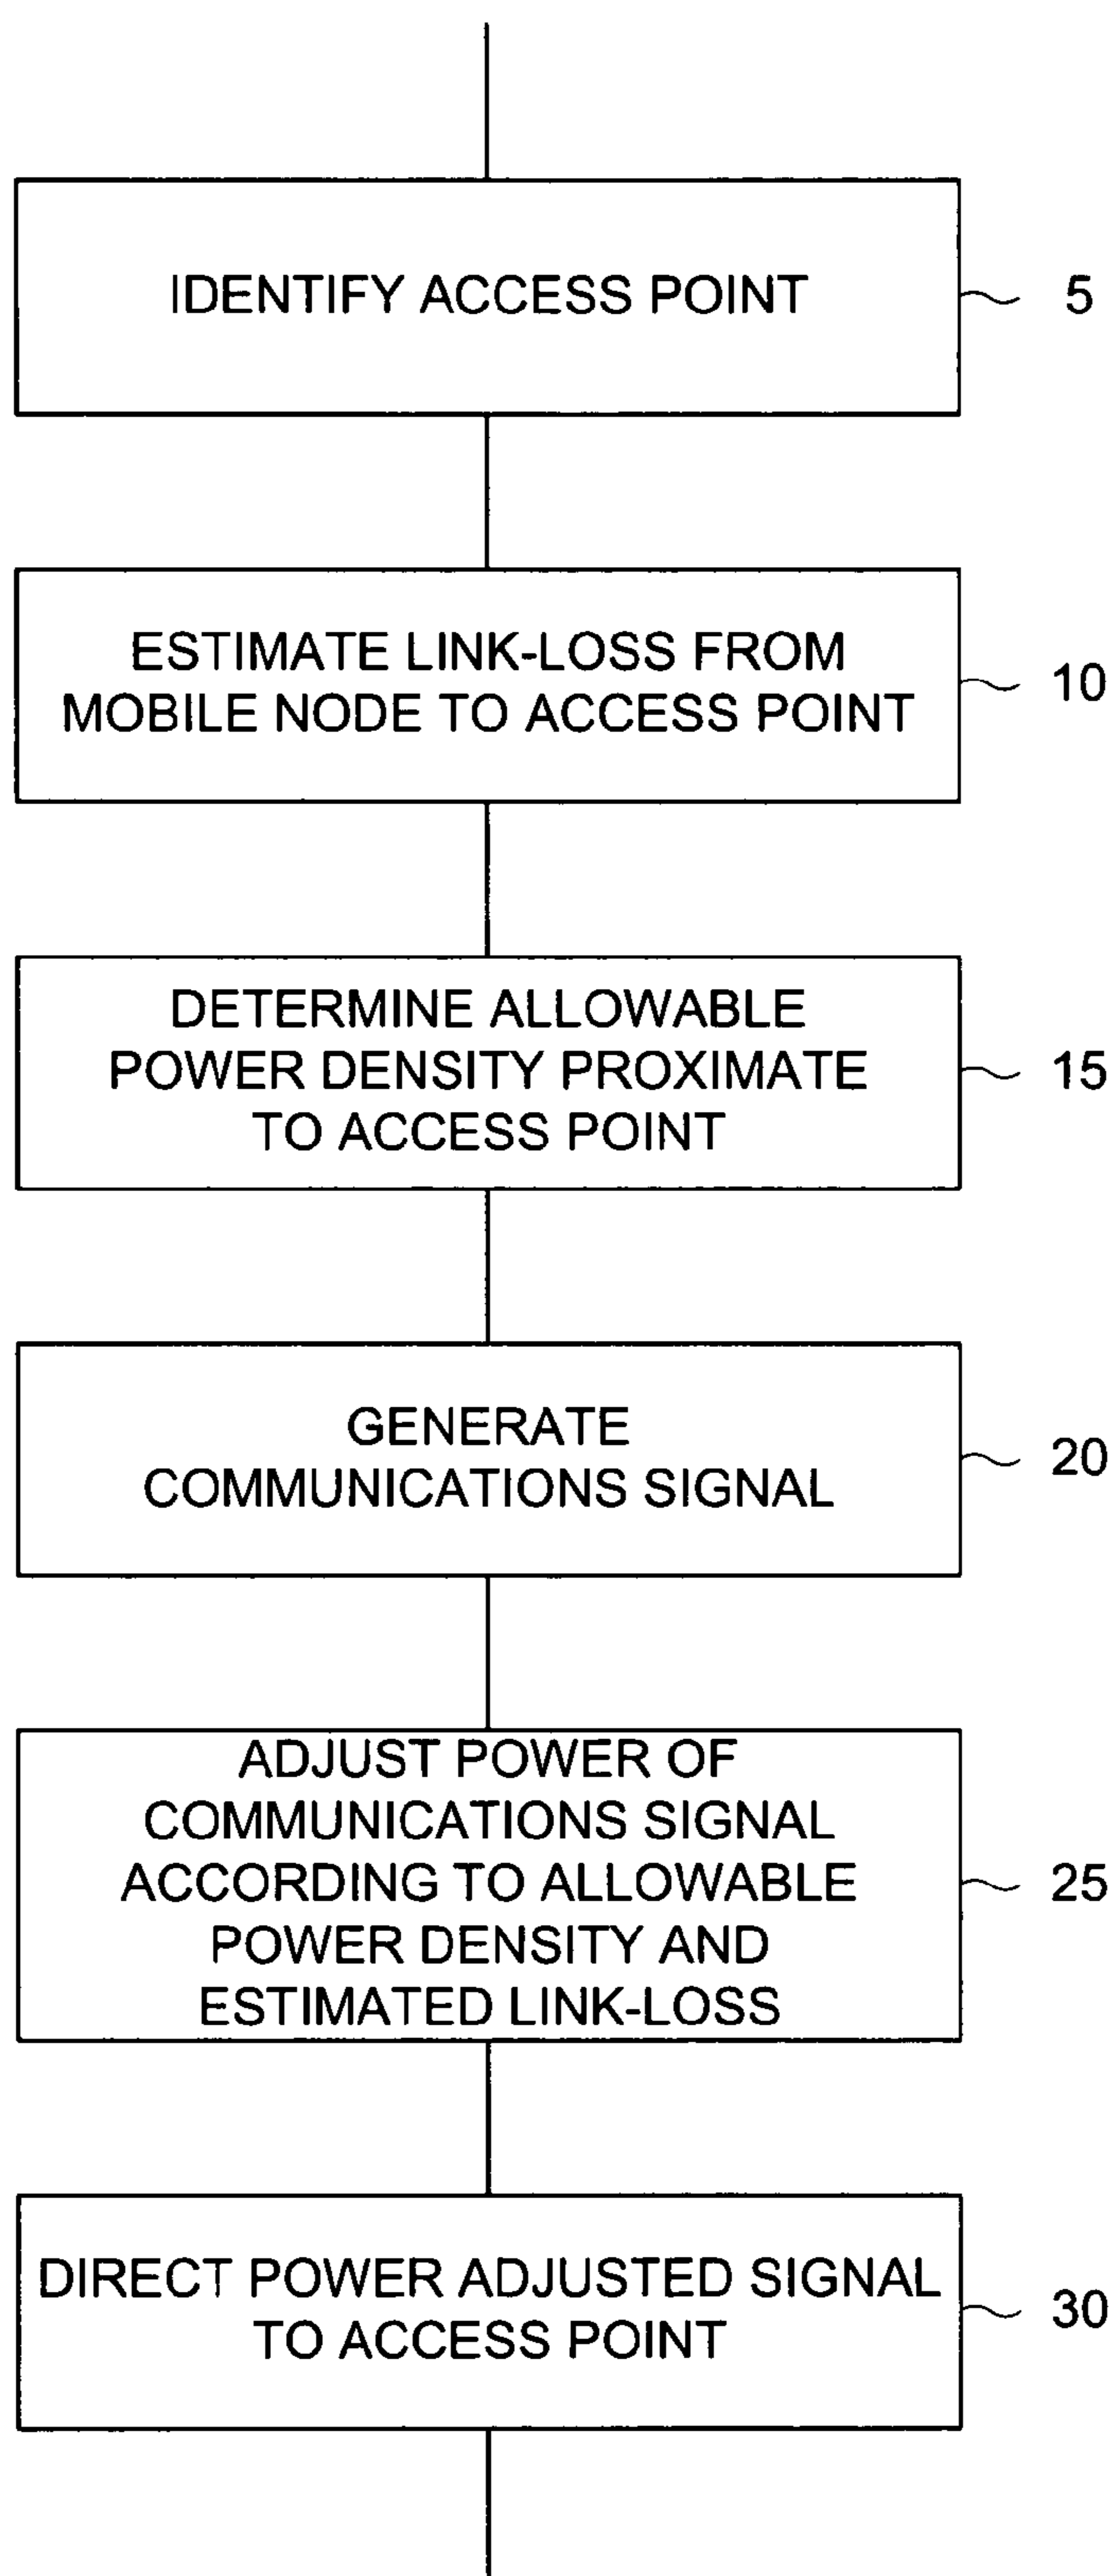 IDENTIFY ACCESS POINT
5
ESTIMATE LINK-LOSS FROM
MOBILE NODE TO ACCESS POINT
10
DETERMINE ALLOWABLE
POWER DENSITY PROXIMATE
TO ACCESS POINT
15
GENERATE
COMMUNICATIONS SIGNAL
20
ADJUST POWER OF
COMMUNICATIONS SIGNAL
ACCORDING TO ALLOWABLE
POWER DENSITY AND
ESTIMATED LINK-LOSS
25
DIRECT POWER ADJUSTED SIGNAL
TO ACCESS POINT
30